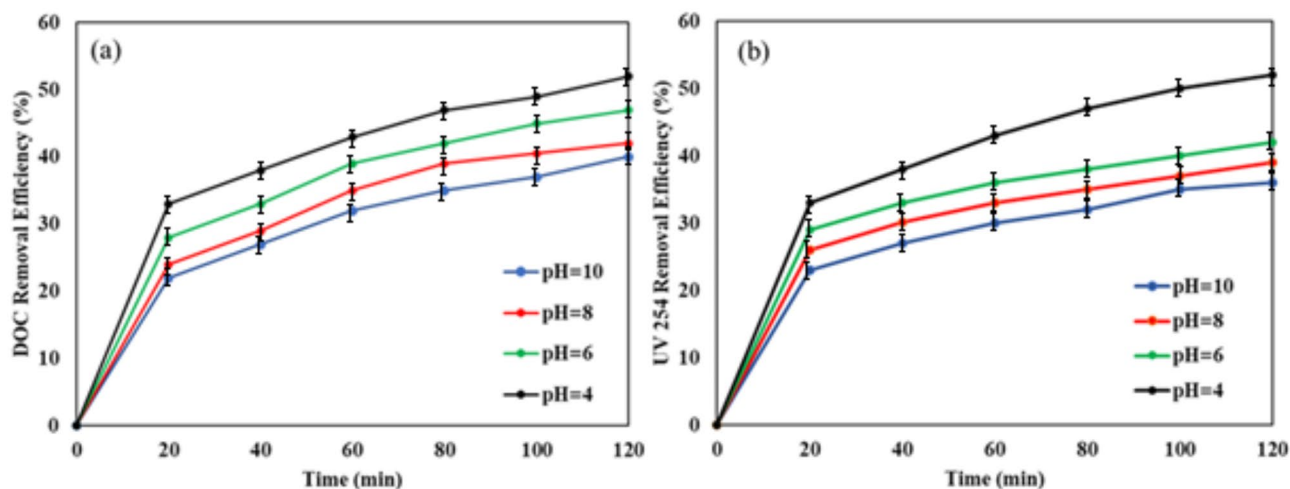 (a)
DOC Removal Efficiency (%)
60
50
40
30
20
10
0
pH=10
pH=8
pH=6
pH=4
0 20 40 60 80 100 120
Time (min)
(b)
UV 254 Removal Efficiency (%)
60
50
40
30
20
10
0
pH=10
pH=8
pH=6
pH=4
0 20 40 60 80 100 120
Time (min)